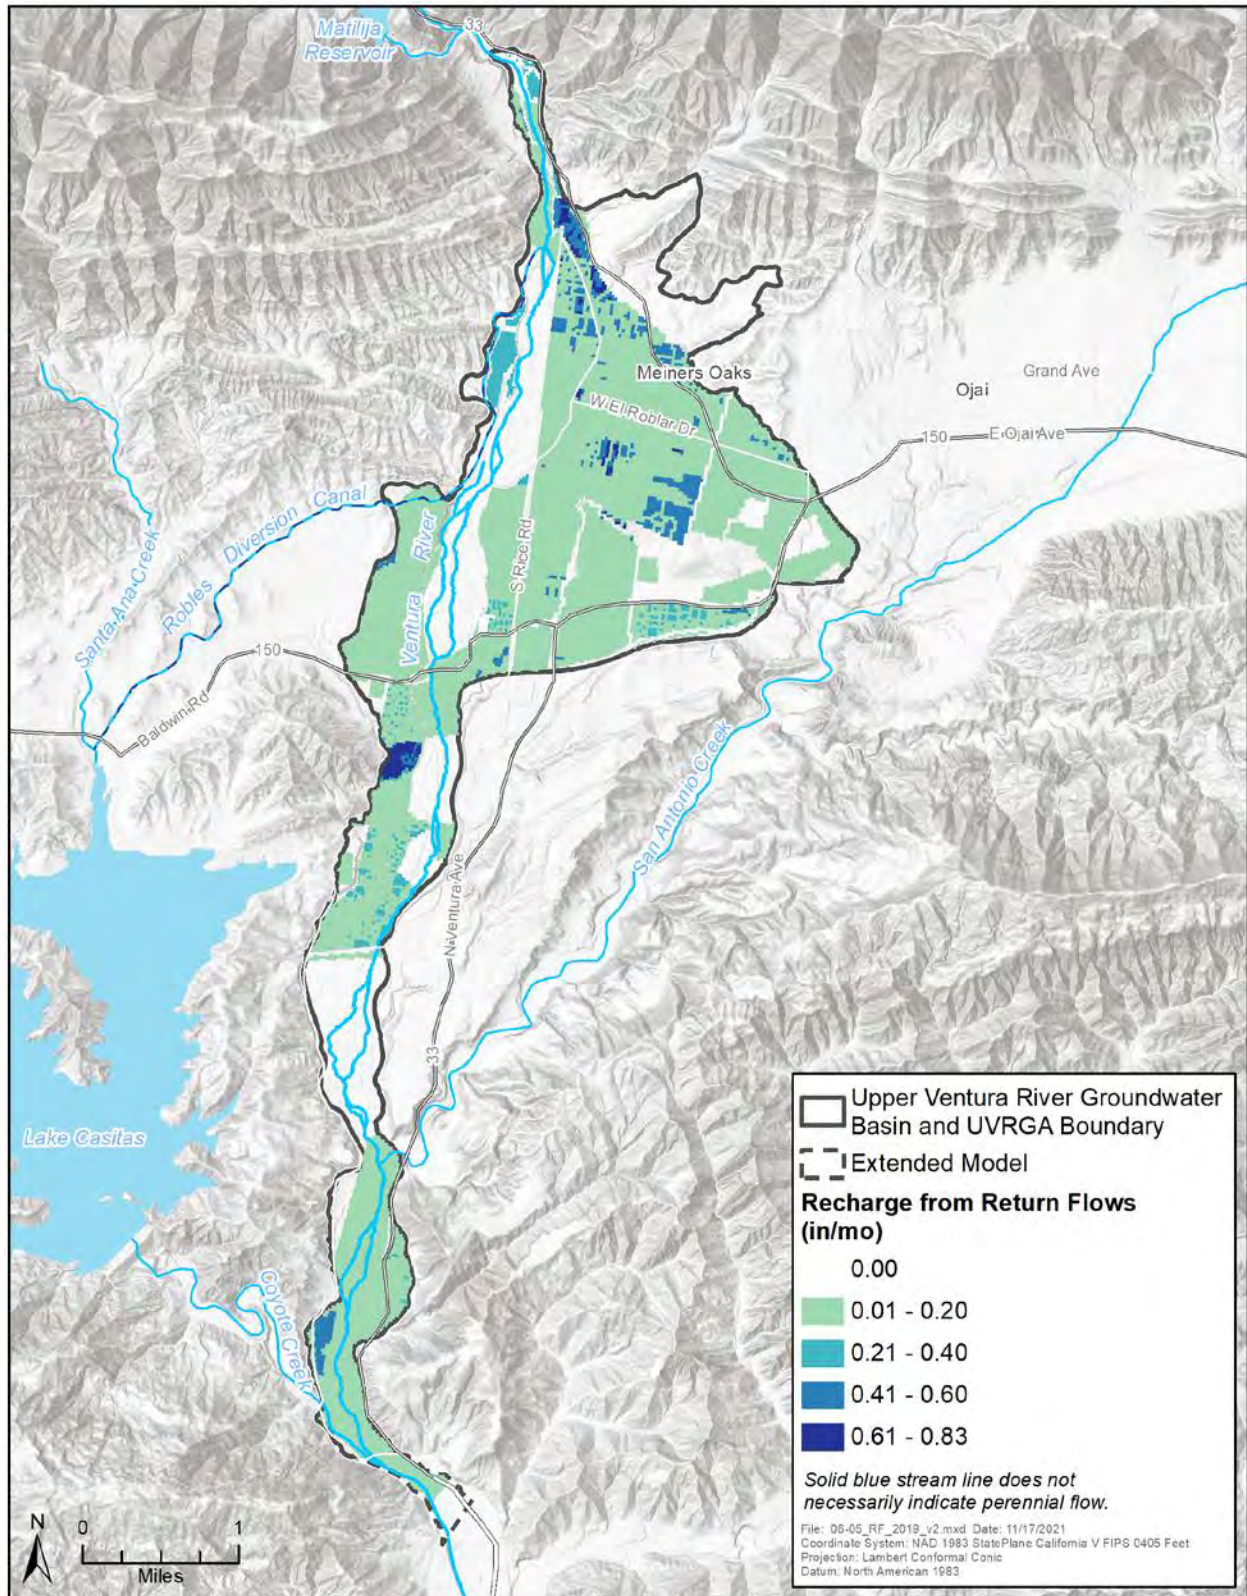 Matilija
Reservoir
33
Meiners Oaks
Grand Ave
Ojai
W El Roblar Dr
150
E Ojai Ave
Robles Diversion Canal
Ventura River
S Rice Rd
Santa Ana Creek
150
Baldwin Rd
San Antonio Creek
N Ventura Ave
33
Lake Casitas
Coyote Creek
Upper Ventura River Groundwater
Basin and UVRGA Boundary
Extended Model
Recharge from Return Flows
(in/mo)
0.00
0.01 - 0.20
0.21 - 0.40
0.41 - 0.60
0.61 - 0.83
Solid blue stream line does not
necessarily indicate perennial flow.
File: 06-05_RF_2019_v2.mxd Date: 11/17/2021
Coordinate System: NAD 1983 StatePlane California V FIPS 0405 Feet
Projection: Lambert Conformal Conic
Datum: North American 1983
N
0 1
Miles